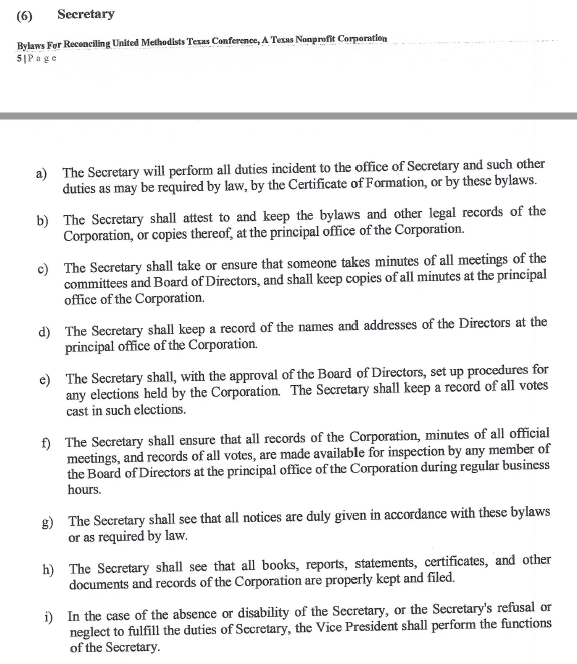 (6) Secretary
Bylaws For Reconciling United Methodists Texas Conference, A Texas Nonprofit Corporation
5|Page
a) The Secretary will perform all duties incident to the office of Secretary and such other
duties as may be required by law, by the Certificate of Formation, or by these bylaws.
b) The Secretary shall attest to and keep the bylaws and other legal records of the
Corporation, or copies thereof, at the principal office of the Corporation.
c) The Secretary shall take or ensure that someone takes minutes of all meetings of the
committees and Board of Directors, and shall keep copies of all minutes at the principal
office of the Corporation.
d) The Secretary shall keep a record of the names and addresses of the Directors at the
principal office of the Corporation.
e) The Secretary shall, with the approval of the Board of Directors, set up procedures for
any elections held by the Corporation. The Secretary shall keep a record of all votes
cast in such elections.
f) The Secretary shall ensure that all records of the Corporation, minutes of all official
meetings, and records of all votes, are made available for inspection by any member of
the Board of Directors at the principal office of the Corporation during regular business
hours.
g) The Secretary shall see that all notices are duly given in accordance with these bylaws
or as required by law.
h) The Secretary shall see that all books, reports, statements, certificates, and other
documents and records of the Corporation are properly kept and filed.
i) In the case of the absence or disability of the Secretary, or the Secretary's refusal or
neglect to fulfill the duties of Secretary, the Vice President shall perform the functions
of the Secretary.